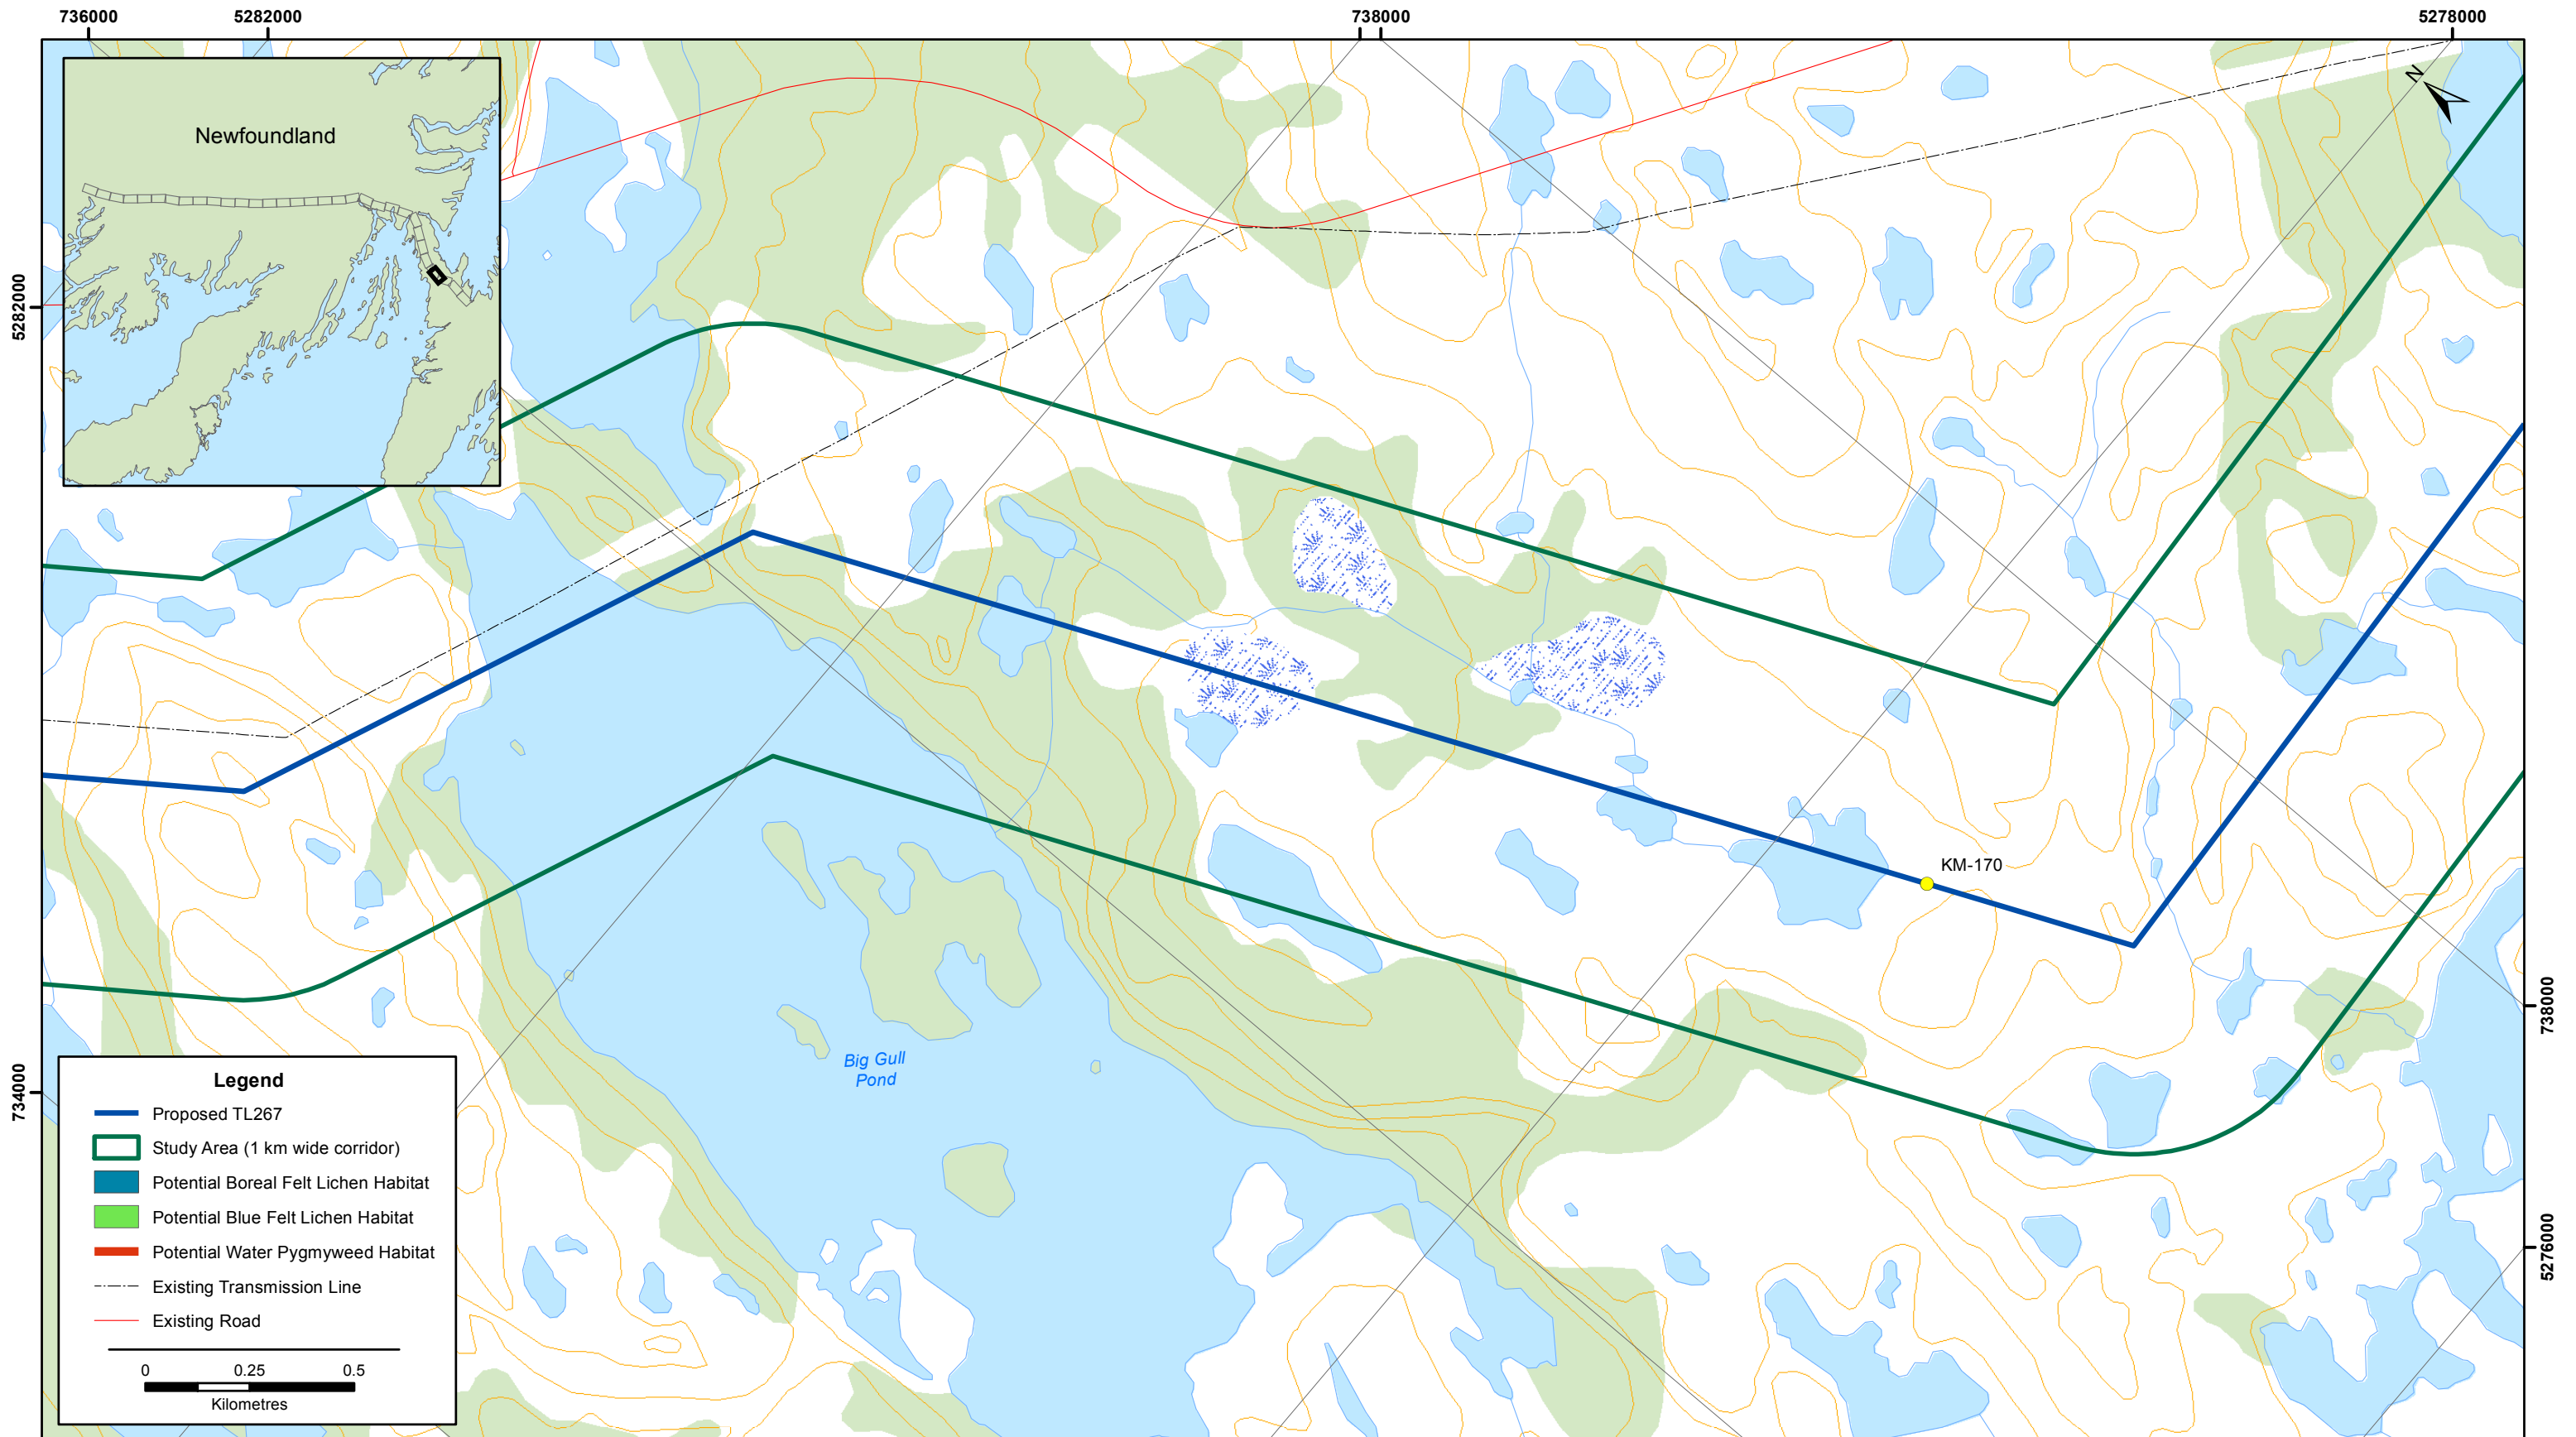 736000
5282000
738000
5278000
N
Newfoundland
5282000
KM-170
738000
734000
Big Gull
Pond
5276000
Legend
Proposed TL267
Study Area (1 km wide corridor)
Potential Boreal Felt Lichen Habitat
Potential Blue Felt Lichen Habitat
Potential Water Pygmyweed Habitat
Existing Transmission Line
Existing Road
0 0.25 0.5
Kilometres